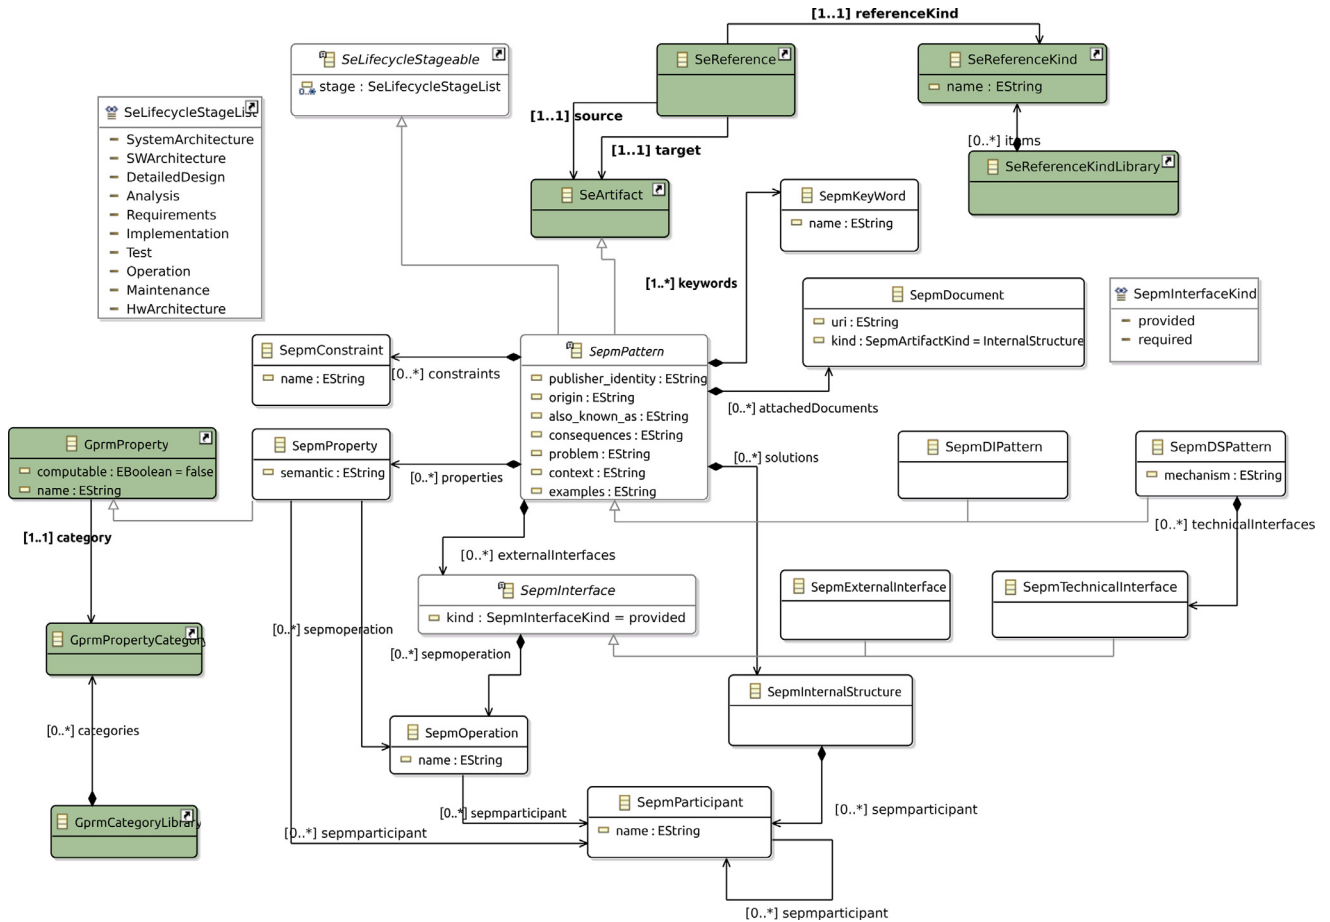 [1..1] referenceKind
SeLifecycleStageable
stage : SeLifecycleStageList
0..*
SeReference
SeReferenceKind
name : EString
SeLifecycleStageList
SystemArchitecture
SWArchitecture
DetailedDesign
Analysis
Requirements
Implementation
Test
Operation
Maintenance
HwArchitecture
[1..1] source
[1..1] target
[0..*] items
SeReferenceKindLibrary
SeArtifact
SepmKeyWord
name : EString
[1..*] keywords
SepmDocument
uri : EString
kind : SepmArtifactKind = InternalStructure
SepmInterfaceKind
provided
required
SepmConstraint
name : EString
[0..*] constraints
SepmPattern
publisher_identity : EString
origin : EString
also_known_as : EString
consequences : EString
problem : EString
context : EString
examples : EString
[0..*] attachedDocuments
GprmProperty
computable : EBoolean = false
name : EString
SepmProperty
semantic : EString
[0..*] properties
[0..*] solutions
SepmDIPattern
SepmDSPattern
mechanism : EString
[0..*] technicalInterfaces
[1..1] category
[0..*] externalInterfaces
SepmInterface
kind : SepmInterfaceKind = provided
SepmExternalInterface
SepmTechnicalInterface
GprmPropertyCategory
[0..*] sepmoperation
[0..*] sepmoperation
SepmInternalStructure
[0..*] categories
SepmOperation
name : EString
GprmCategoryLibrary
[0..*] sepmparticipant
[0..*] sepmparticipant
SepmParticipant
name : EString
[0..*] sepmparticipant
[0..*] sepmparticipant